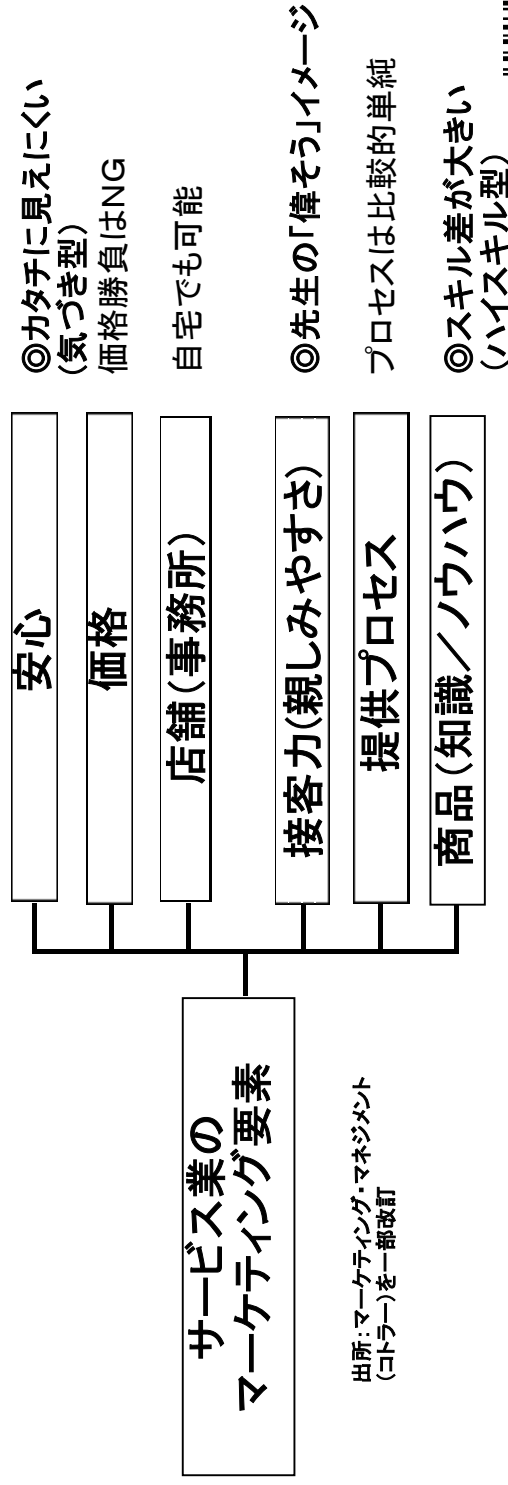 サービス業の
マーケティング要素
出所:マーケティング・マネジメント
(コトラー)を一部改訂
安心
◎カタチに見えにくい
(気づき型)
価格
価格勝負はNG
店舗(事務所)
自宅でも可能
接客力(親しみやすさ)
◎先生の「偉そう」イメージ
提供プロセス
プロセスは比較的単純
商品(知識/ノウハウ)
◎スキル差が大きい
(ハイスキル型)